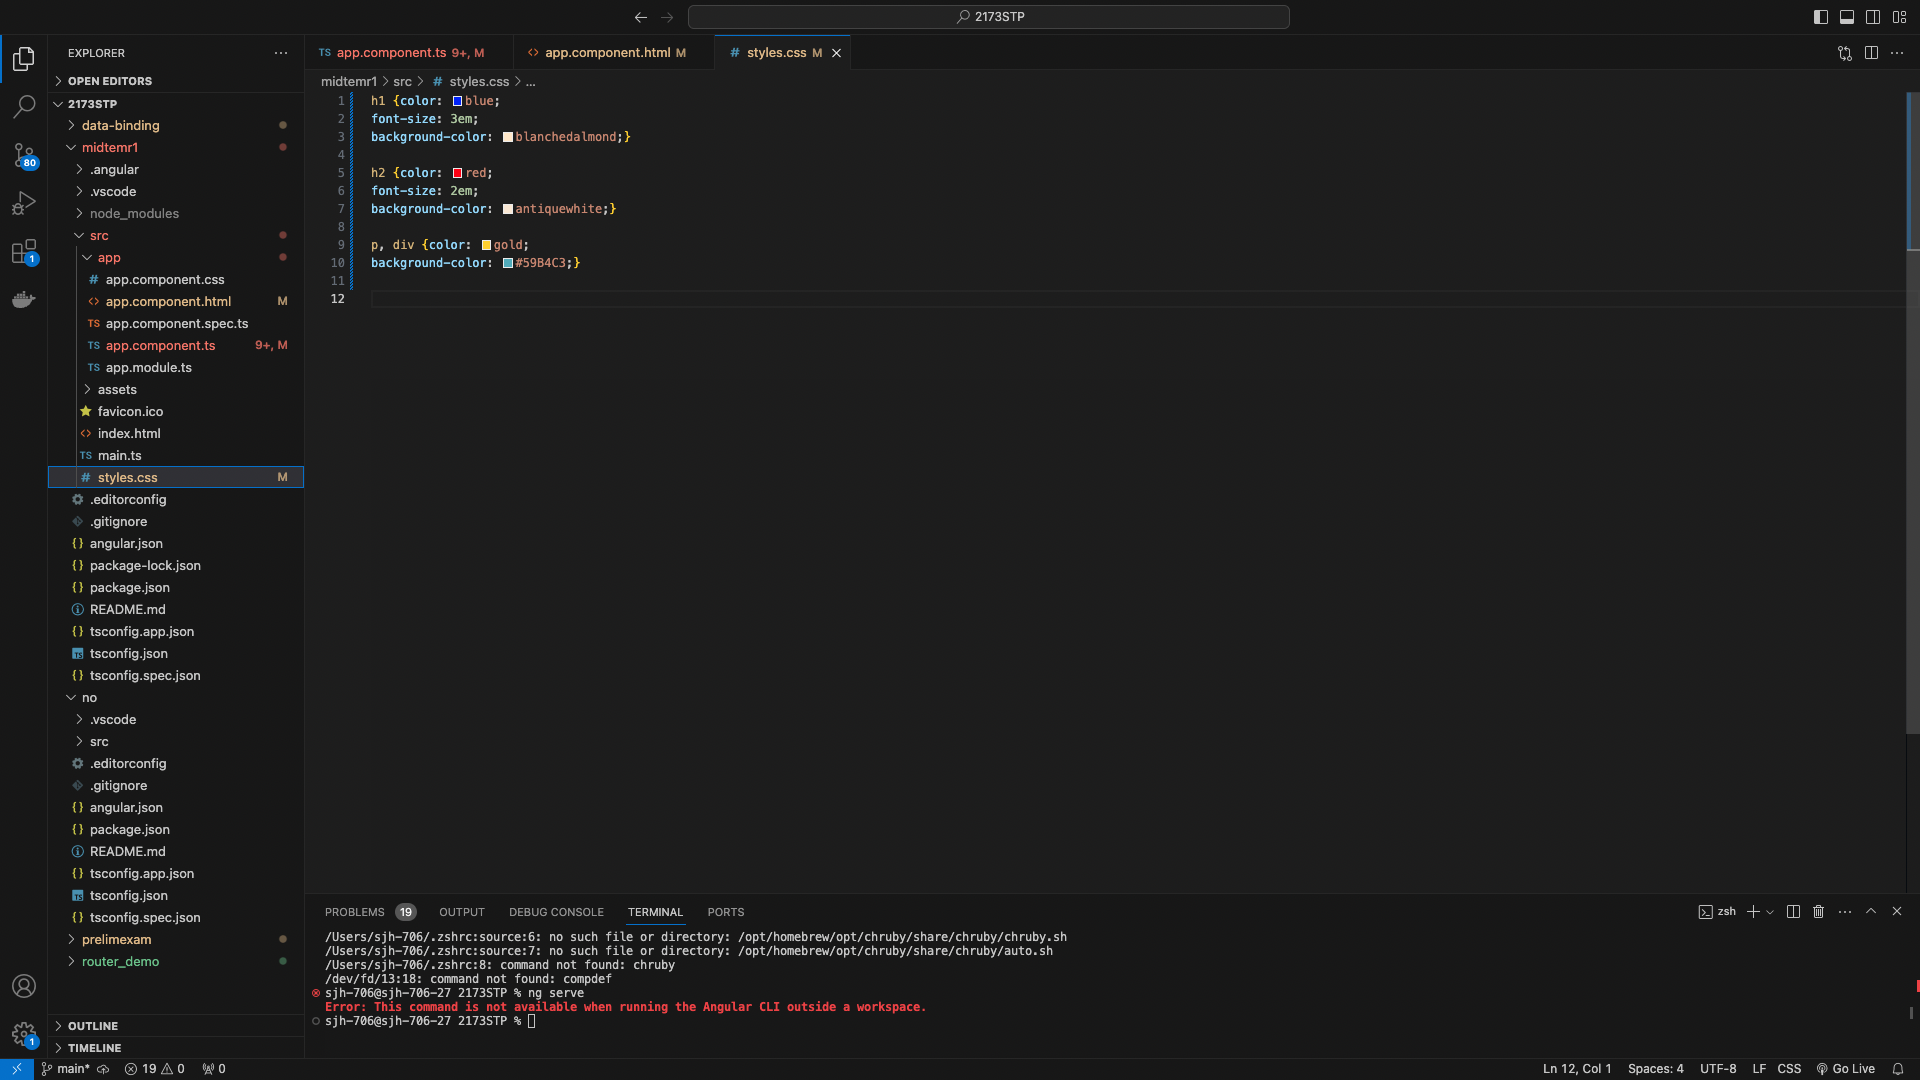 2173STP
EXPLORER
OPEN EDITORS
2173STP
data-binding
midtemr1
.angular
.vscode
node_modules
src
app
app.component.css
app.component.html M
app.component.spec.ts
TS app.component.ts 9+, M
TS app.module.ts
assets
favicon.ico
index.html
TS main.ts
# styles.css M
.editorconfig
.gitignore
{} angular.json
{} package-lock.json
{} package.json
README.md
{} tsconfig.app.json
tsconfig.json
{} tsconfig.spec.json
no
.vscode
src
.editorconfig
.gitignore
{} angular.json
{} package.json
README.md
{} tsconfig.app.json
tsconfig.json
{} tsconfig.spec.json
prelimexam
router_demo
OUTLINE
TIMELINE
80
1
1
TS app.component.ts 9+, M
<> app.component.html M
# styles.css M
midtemr1 > src > # styles.css > ...
1 h1 {color: blue;
2 font-size: 3em;
3 background-color: blanchedalmond;}
4
5 h2 {color: red;
6 font-size: 2em;
7 background-color: antiquewhite;}
8
9 p, div {color: gold;
10 background-color: #59B4C3;}
11
12
PROBLEMS 19 OUTPUT DEBUG CONSOLE TERMINAL PORTS
zsh
/Users/sjh-706/.zshrc:source:6: no such file or directory: /opt/homebrew/opt/chruby/share/chruby/chruby.sh
/Users/sjh-706/.zshrc:source:7: no such file or directory: /opt/homebrew/opt/chruby/share/chruby/auto.sh
/Users/sjh-706/.zshrc:8: command not found: chruby
/dev/fd/13:18: command not found: compdef
sjh-706@sjh-706-27 2173STP % ng serve
Error: This command is not available when running the Angular CLI outside a workspace.
sjh-706@sjh-706-27 2173STP %
main* 19 0 0
Ln 12, Col 1 Spaces: 4 UTF-8 LF CSS Go Live